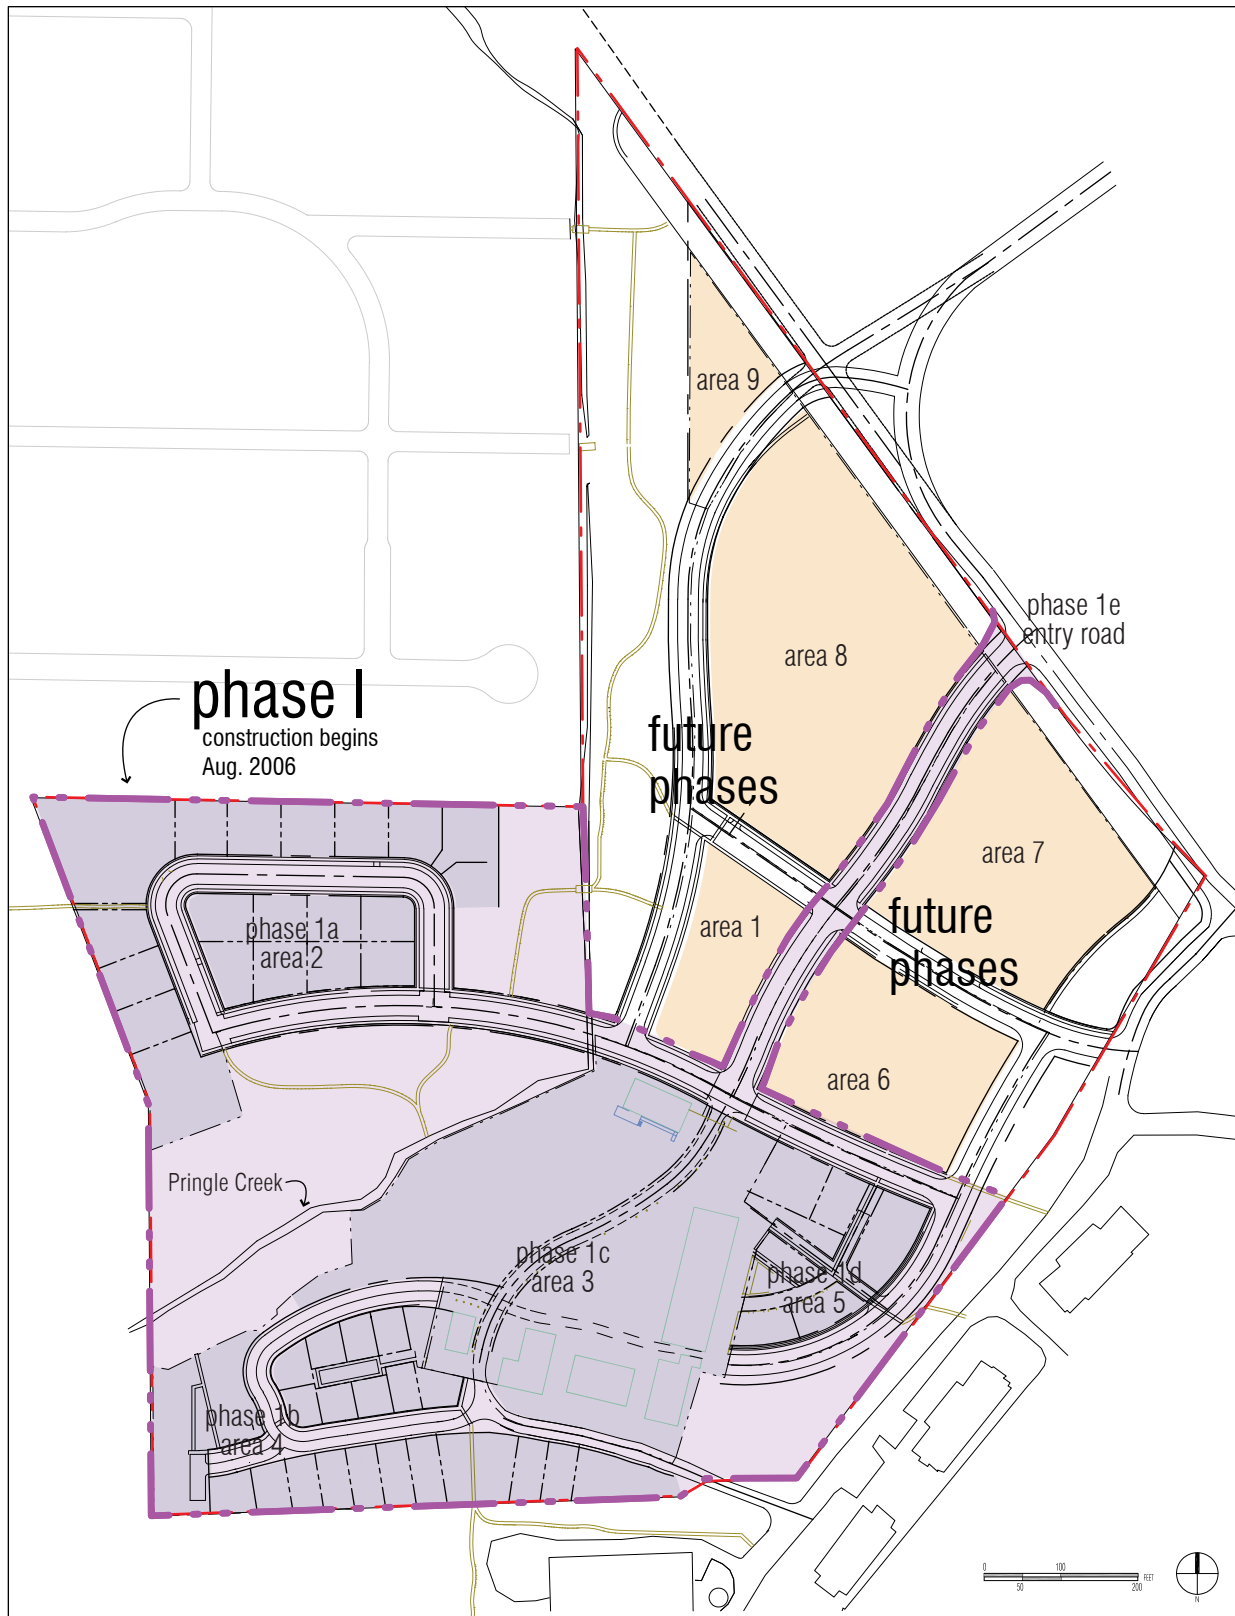 area 9
phase 1e
entry road
area 8
phase I
construction begins
Aug. 2006
future
phases
area 7
area 1
future
phases
phase 1a
area 2
area 6
Pringle Creek
phase 1c
area 3
phase 1d
area 5
phase 1b
area 4
0 100
50 200
FEET
N